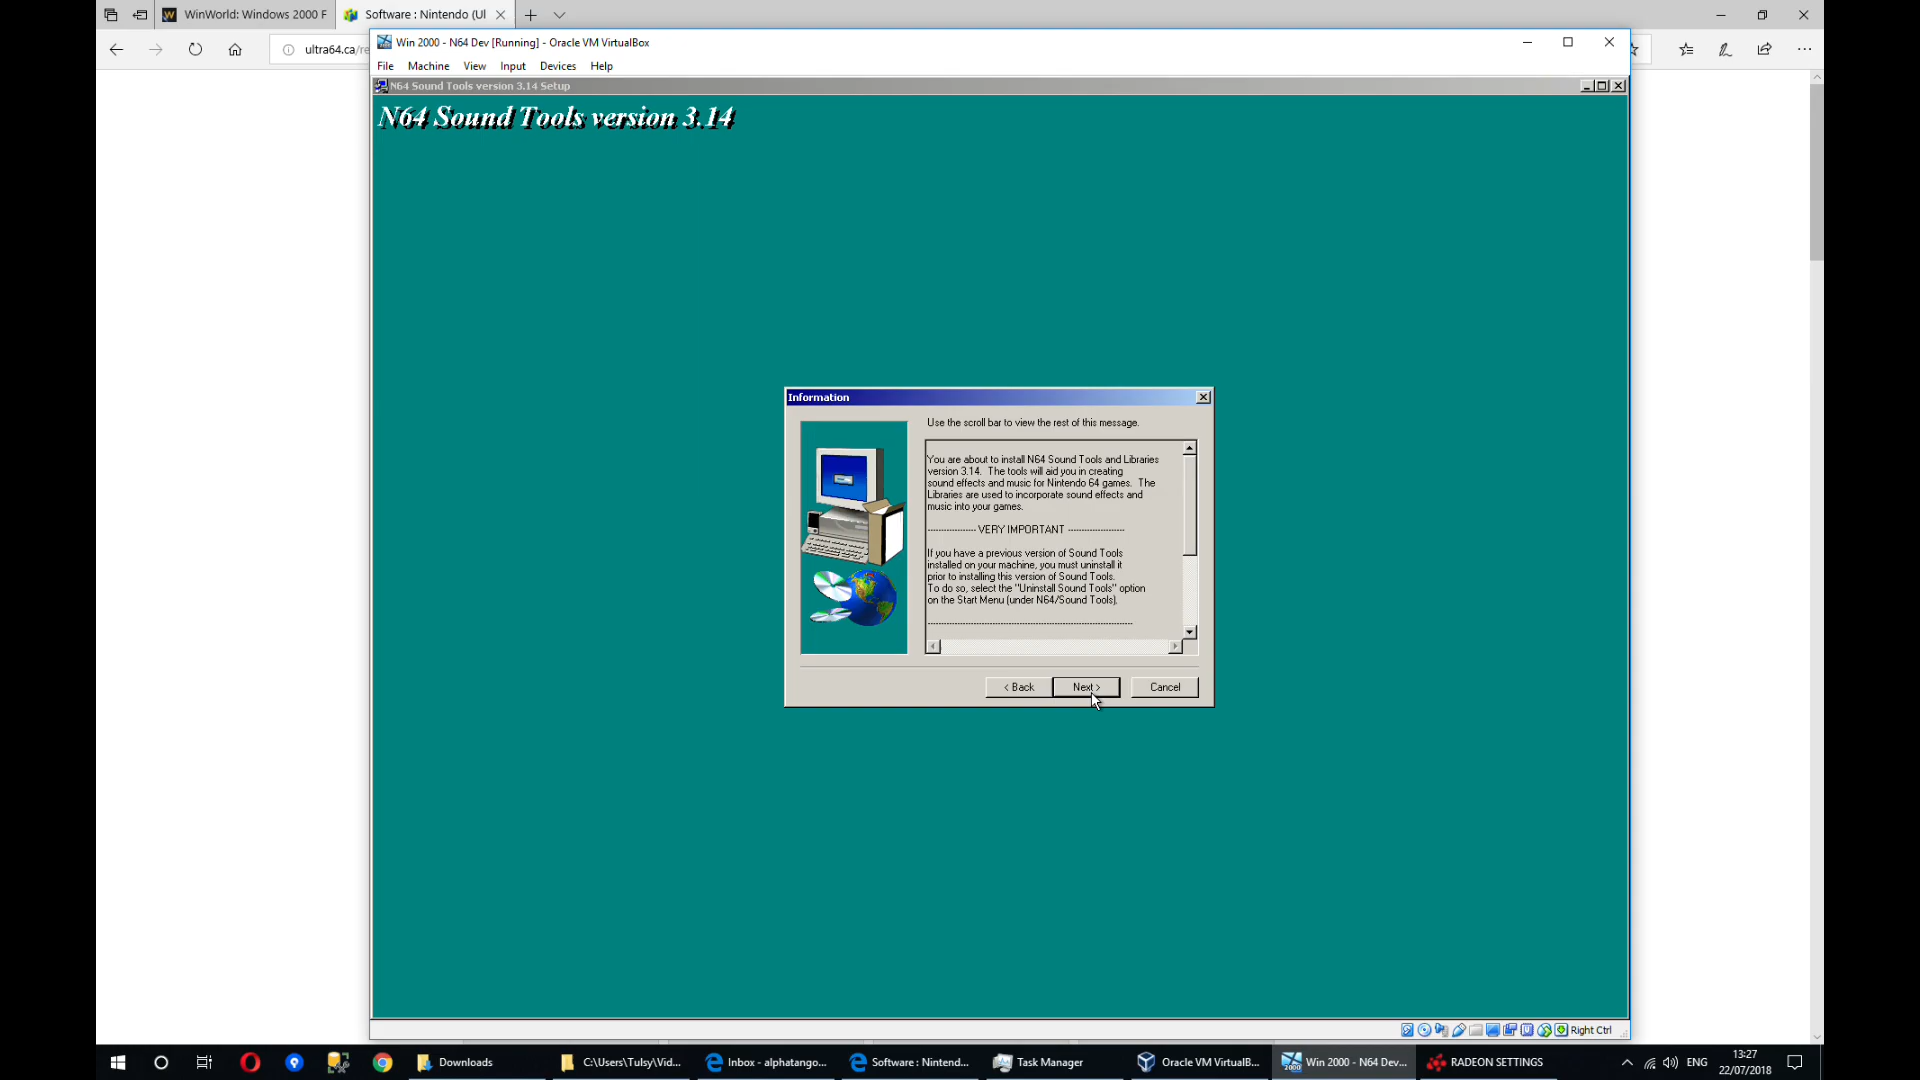 WinWorld: Windows 2000 F
Software : Nintendo (Ul
ultra64.ca/re
Win 2000 - N64 Dev [Running] - Oracle VM VirtualBox
File Machine View Input Devices Help
N64 Sound Tools version 3.14 Setup
N64 Sound Tools version 3.14
Information
Use the scroll bar to view the rest of this message.
You are about to install N64 Sound Tools and Libraries
version 3.14. The tools will aid you in creating
sound effects and music for Nintendo 64 games. The
Libraries are used to incorporate sound effects and
music into your games.
------------------ VERY IMPORTANT ---------------------
If you have a previous version of Sound Tools
installed on your machine, you must uninstall it
prior to installing this version of Sound Tools.
To do so, select the "Uninstall Sound Tools" option
on the Start Menu (under N64/Sound Tools).
----------------------------------------------------------------------------
< Back Next > Cancel
Right Ctrl
Downloads
C:\Users\Tulsy\Vid...
Inbox - alphatango...
Software : Nintend...
Task Manager
Oracle VM VirtualB...
Win 2000 - N64 Dev...
RADEON SETTINGS
ENG
13:27
22/07/2018